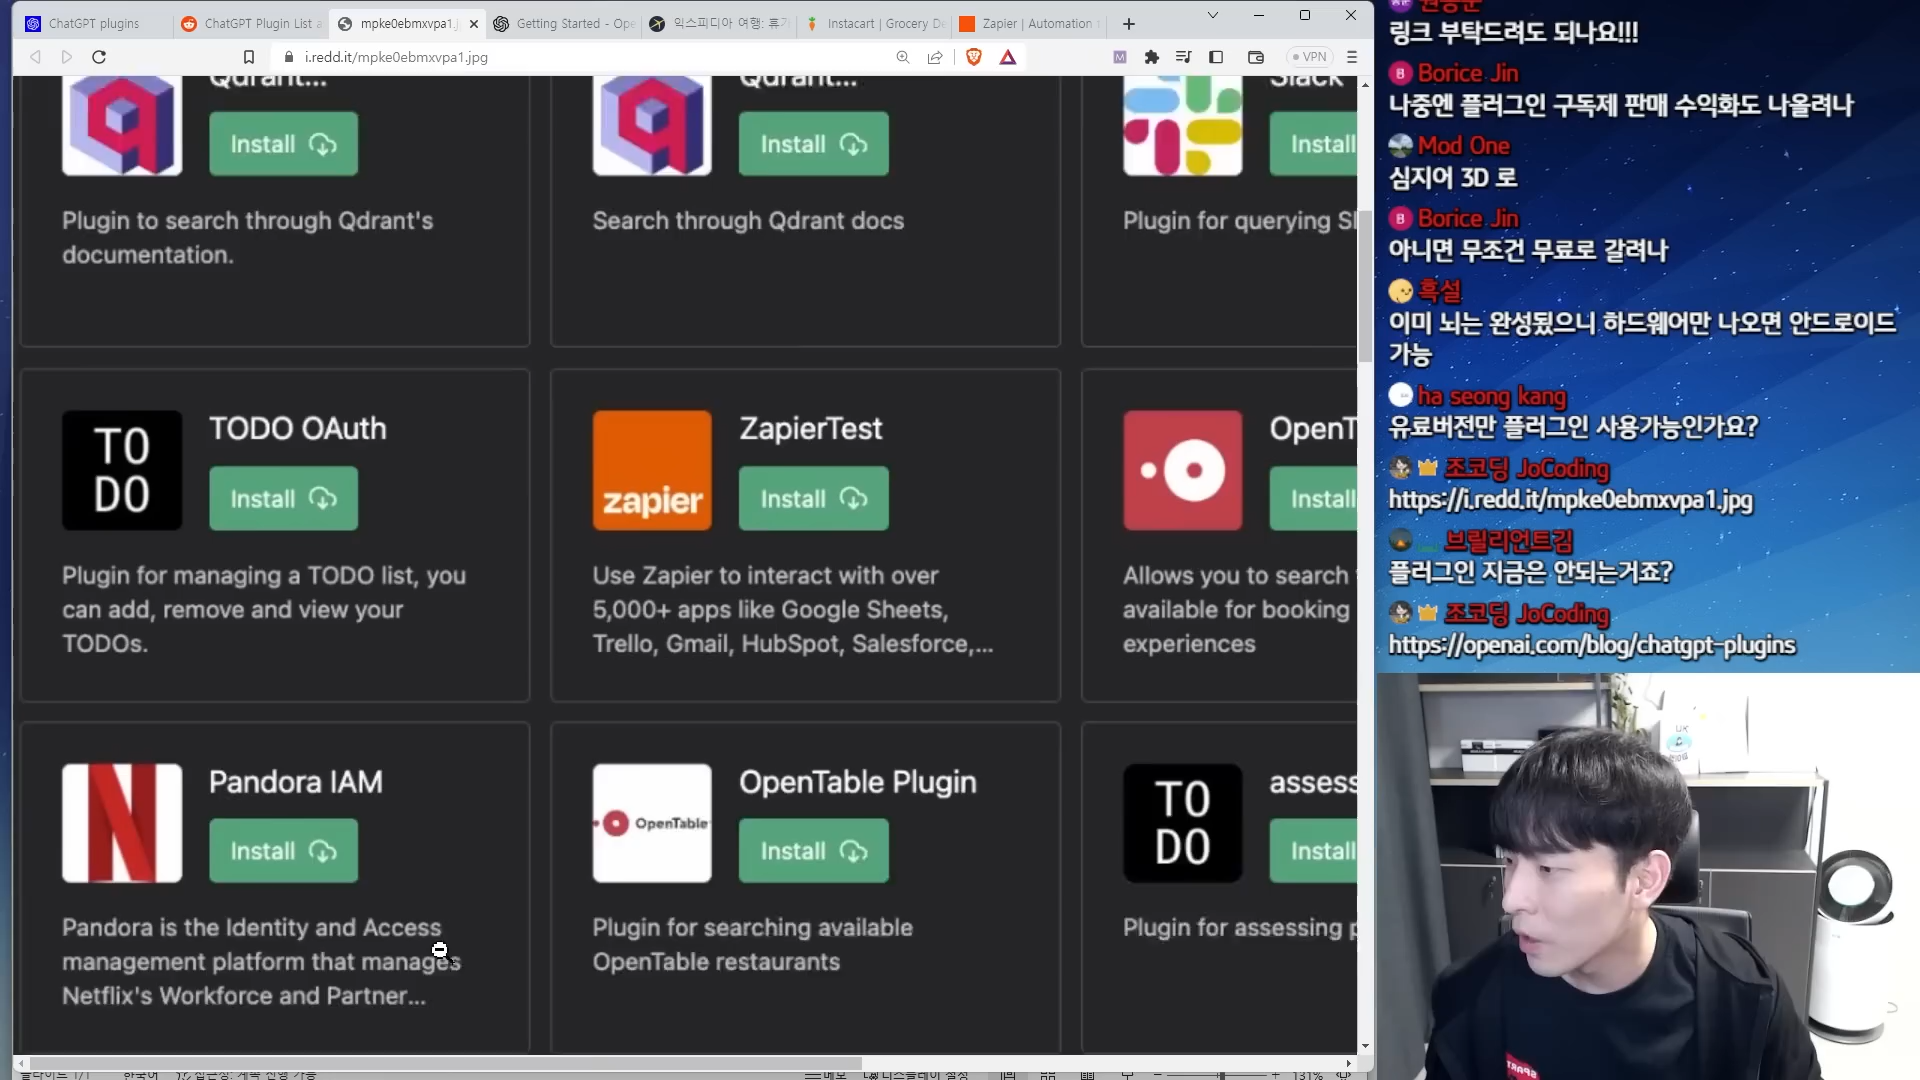 ChatGPT plugins
ChatGPT Plugin List a
mpke0ebmxvpa1.j
Getting Started - Ope
익스피디아 여행: 휴가
Instacart | Grocery De
Zapier | Automation
i.redd.it/mpke0ebmxvpa1.jpg
VPN
Qdrant...
Install
Plugin to search through Qdrant's
documentation.
Qdrant...
Install
Search through Qdrant docs
Slack
Install
Plugin for querying Sl
TO
DO
TODO OAuth
Install
Plugin for managing a TODO list, you
can add, remove and view your
TODOs.
zapier
ZapierTest
Install
Use Zapier to interact with over
5,000+ apps like Google Sheets,
Trello, Gmail, HubSpot, Salesforce,...
OpenT
Install
Allows you to search
available for booking
experiences
Pandora IAM
Install
Pandora is the Identity and Access
management platform that manages
Netflix's Workforce and Partner...
OpenTable
OpenTable Plugin
Install
Plugin for searching available
OpenTable restaurants
TO
DO
assess
Install
Plugin for assessing p
131%
링크 부탁드려도 되나요!!!
B Borice Jin
나중엔 플러그인 구독제 판매 수익화도 나올려나
Mod One
심지어 3D 로
B Borice Jin
아니면 무조건 무료로 갈려나
흑설
이미 뇌는 완성됬으니 하드웨어만 나오면 안드로이드
가능
ha seong kang
유료버전만 플러그인 사용가능인가요?
조코딩 JoCoding
https://i.redd.it/mpke0ebmxvpa1.jpg
브릴리언트김
플러그인 지금은 안되는거죠?
조코딩 JoCoding
https://openai.com/blog/chatgpt-plugins
UK